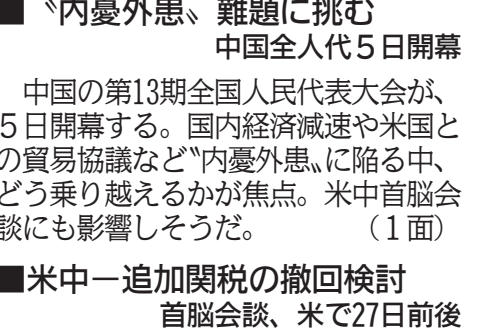 ■〝内憂外患〟難題に挑む
中国全人代５日開幕
中国の第13期全国人民代表大会が、
５日開幕する。国内経済減速や米国と
の貿易協議など〝内憂外患〟に陥る中、
どう乗り越えるかが焦点。米中首脳会
談にも影響しそうだ。（１面）
■米中ー追加関税の撤回検討
首脳会談、米で27日前後